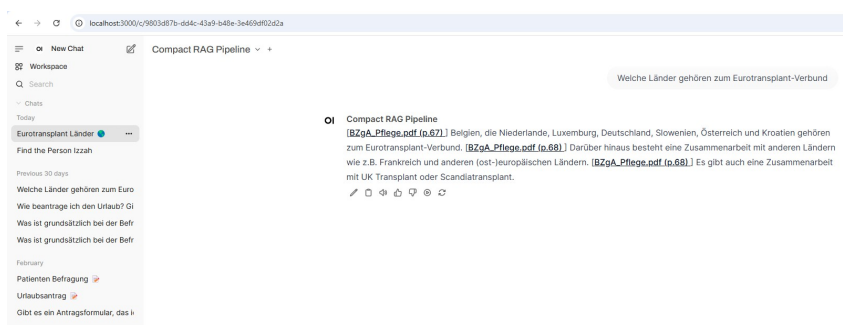 localhost:3000/c/9803d87b-dd4c-43a9-b48e-3e469df02d2a
OI New Chat
Compact RAG Pipeline
Workspace
Search
Welche Länder gehören zum Eurotransplant-Verbund
Chats
Today
Eurotransplant Länder
Find the Person Izzah
Previous 30 days
Welche Länder gehören zum Euro
Wie beantrage ich den Urlaub? Gi
Was ist grundsätzlich bei der Befr
Was ist grundsätzlich bei der Befr
February
Patienten Befragung
Urlaubsantrag
Gibt es ein Antragsformular, das i
OI Compact RAG Pipeline
[BZgA_Pflege.pdf (p.67) ] Belgien, die Niederlande, Luxemburg, Deutschland, Slowenien, Österreich und Kroatien gehören
zum Eurotransplant-Verbund. [BZgA_Pflege.pdf (p.68) ] Darüber hinaus besteht eine Zusammenarbeit mit anderen Ländern
wie z.B. Frankreich und anderen (ost-)europäischen Ländern. [BZgA_Pflege.pdf (p.68) ] Es gibt auch eine Zusammenarbeit
mit UK Transplant oder Scandiatransplant.